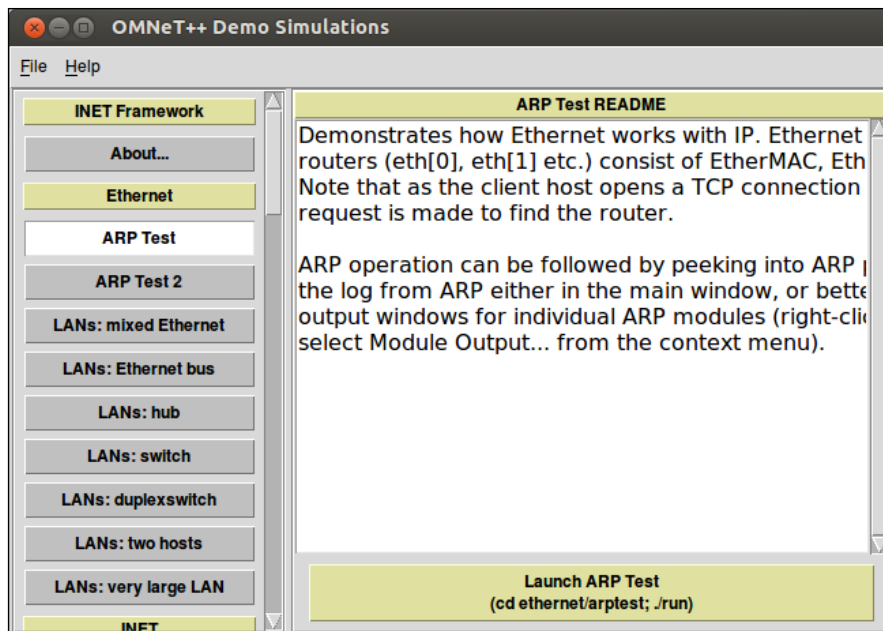 OMNeT++ Demo Simulations
File Help
INET Framework
About...
Ethernet
ARP Test
ARP Test 2
LANs: mixed Ethernet
LANs: Ethernet bus
LANs: hub
LANs: switch
LANs: duplexswitch
LANs: two hosts
LANs: very large LAN
INET
ARP Test README
Demonstrates how Ethernet works with IP. Ethernet
routers (eth[0], eth[1] etc.) consist of EtherMAC, Eth
Note that as the client host opens a TCP connection
request is made to find the router.
ARP operation can be followed by peeking into ARP
the log from ARP either in the main window, or bette
output windows for individual ARP modules (right-clic
select Module Output... from the context menu).
Launch ARP Test
(cd ethernet/arptest; ./run)